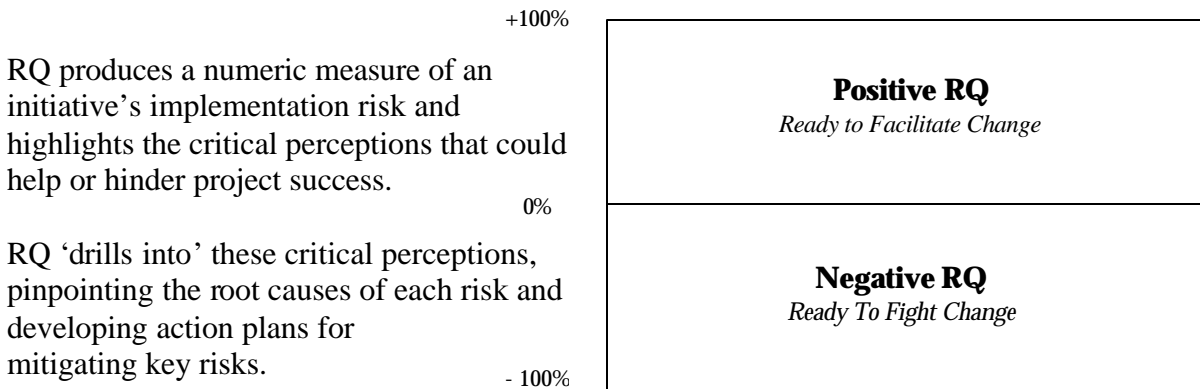 +100%
RQ produces a numeric measure of an
initiative’s implementation risk and
highlights the critical perceptions that could
help or hinder project success.
0%
RQ ‘drills into’ these critical perceptions,
pinpointing the root causes of each risk and
developing action plans for
mitigating key risks.
- 100%
Positive RQ
Ready to Facilitate Change
Negative RQ
Ready To Fight Change